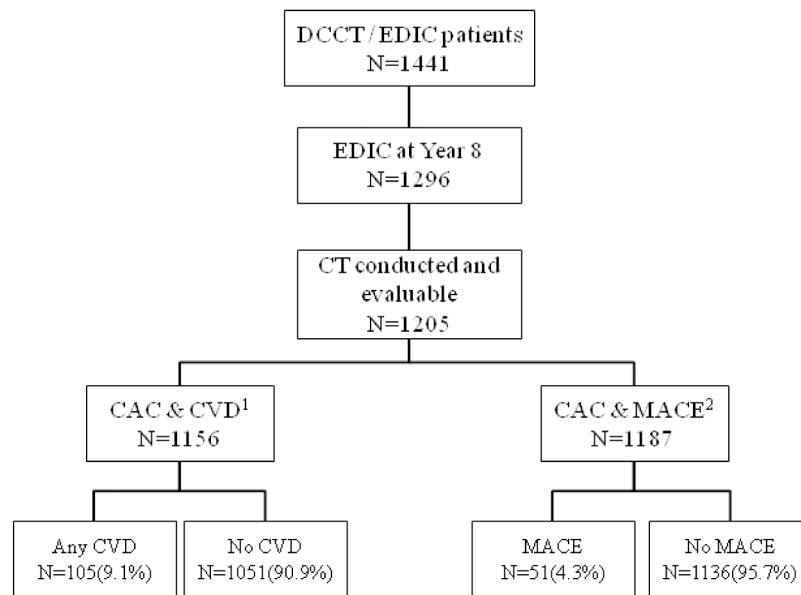 DCCT / EDIC patients
N=1441
EDIC at Year 8
N=1296
CT conducted and
evaluable
N=1205
CAC & CVD¹
N=1156
CAC & MACE²
N=1187
Any CVD
N=105(9.1%)
No CVD
N=1051(90.9%)
MACE
N=51(4.3%)
No MACE
N=1136(95.7%)